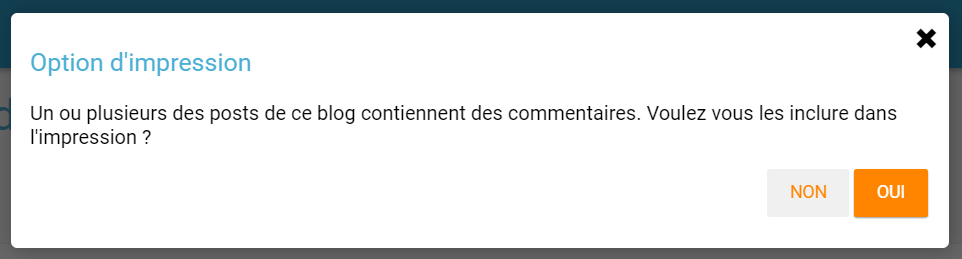 Option d'impression
Un ou plusieurs des posts de ce blog contiennent des commentaires. Voulez vous les inclure dans
l'impression ?
NON
OUI